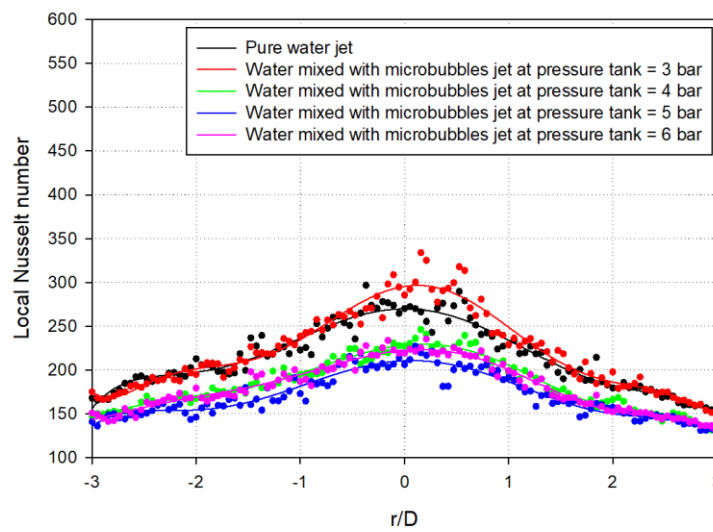 600
550
500
450
400
350
300
250
200
150
100
Local Nusselt number
Pure water jet
Water mixed with microbubbles jet at pressure tank = 3 bar
Water mixed with microbubbles jet at pressure tank = 4 bar
Water mixed with microbubbles jet at pressure tank = 5 bar
Water mixed with microbubbles jet at pressure tank = 6 bar
-3 -2 -1 0 1 2
r/D